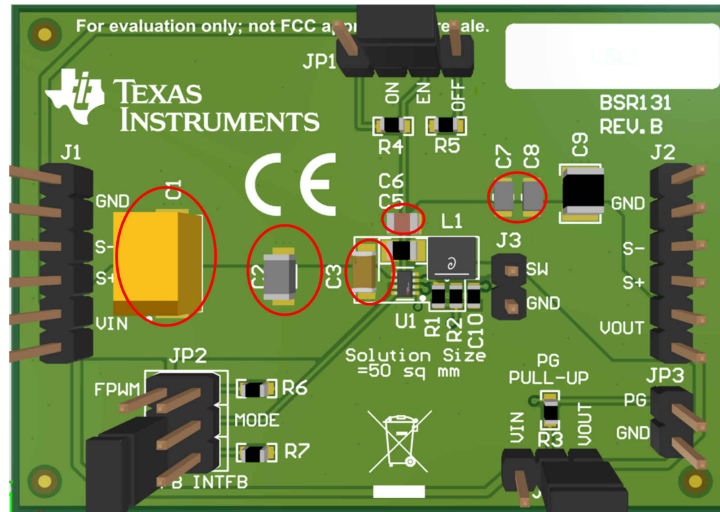 For evaluation only; not FCC app resale.
JP1
ON
EN
OFF
TEXAS
INSTRUMENTS
BSR131
REV.B
R4
R5
J1
C7
C8
C9
J2
GND
S-
S+
VIN
C1
C6
C5
L1
J3
GND
S-
S+
VOUT
C2
C3
SW
GND
U1
R1
R2
C10
Solution Size
=50 sq mm
JP2
FPWM
R6
MODE
R7
FB INTFB
PG
PULL-UP
VIN
VOUT
R3
JP3
PG
GND